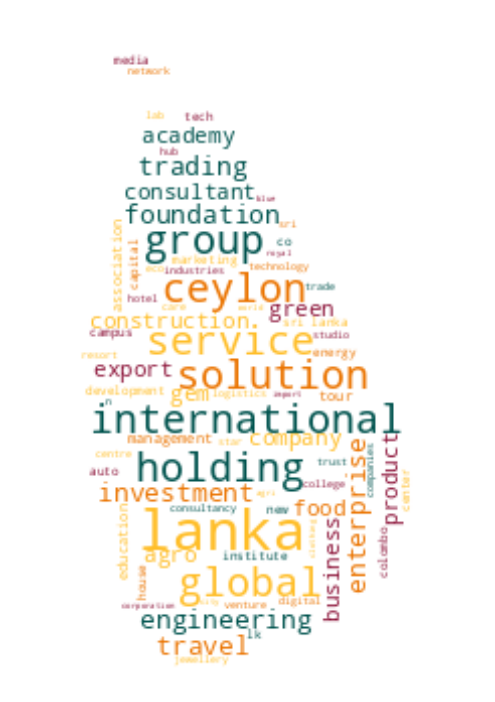 media
network
lab tech
academy
hub
trading
consultant blue
foundation
association sri
group co
capital marketing royal
eco industries technology
hotel ceylon trade
care world green
construction. sri lanka
campus service studio
resort energy
export solution
development gem logistics import tour
n international
management star company
centre holding trust companies product
auto college center
investment agri enterprise
consultancy new food
education lanka clothing colombo
agro institute business
house global
corporation city venture digital
engineering
lk
travel
jewellery